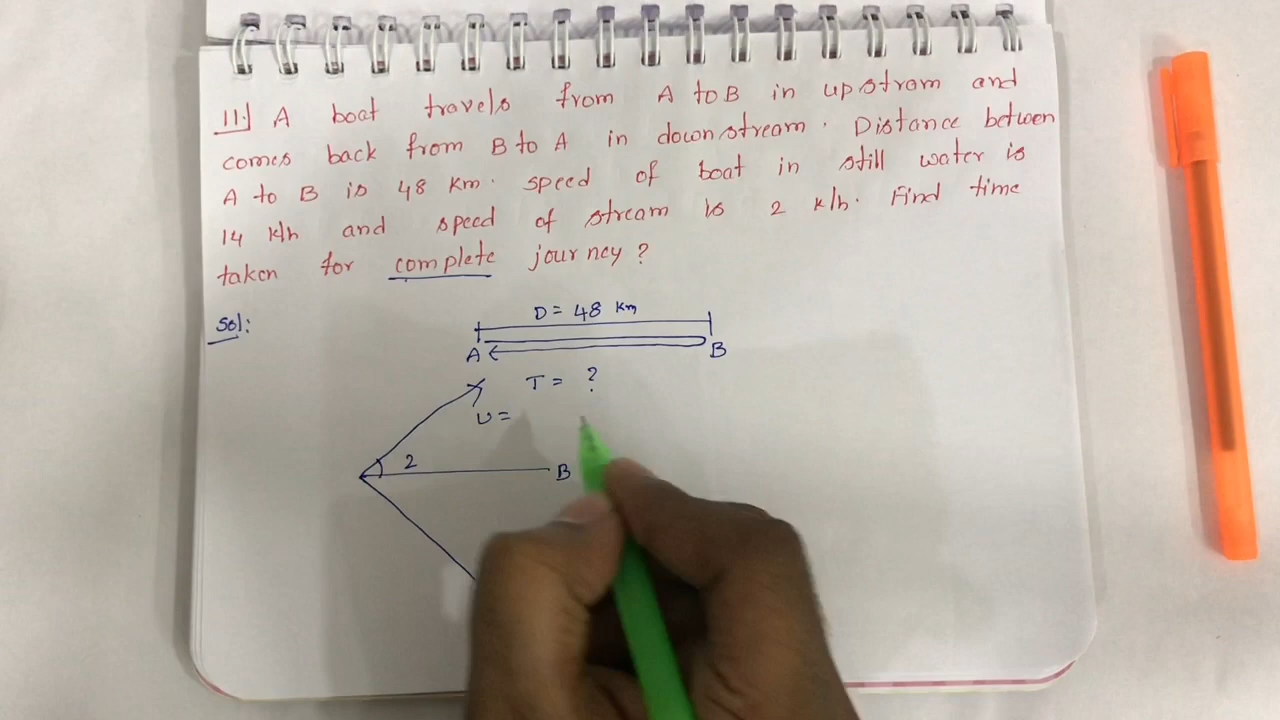 11.] A boat travels from A to B in upstram and
comes back from B to A in downstream. Distance between
A to B is 48 Km. speed of boat in still water is
14 k/h and speed of stream is 2 k/h. Find time
taken for complete journey?
Sol:
D = 48 Km
A B
T = ?
U =
2
B